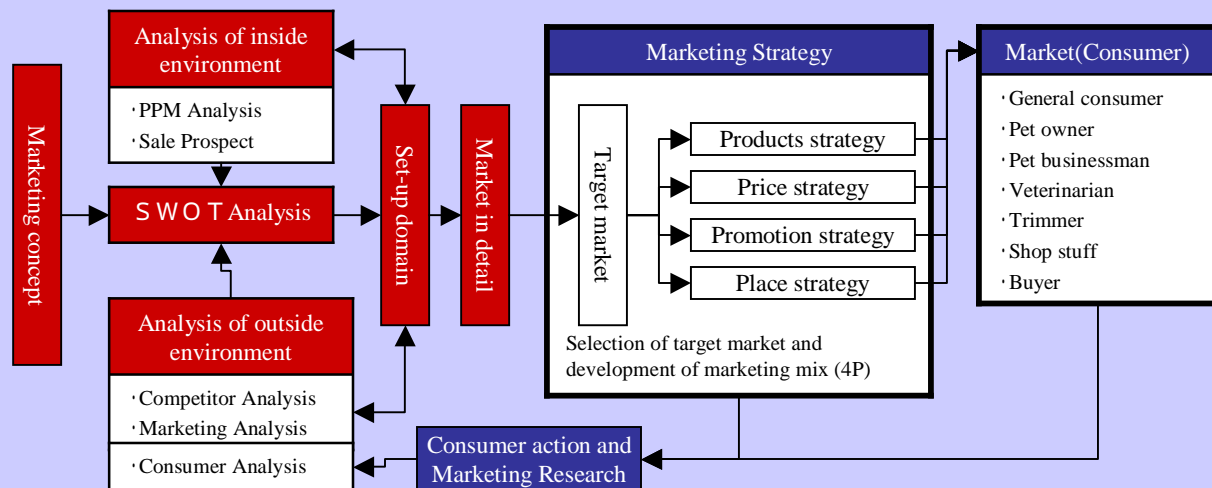 Marketing concept
Analysis of inside
environment
·PPM Analysis
·Sale Prospect
SWOT Analysis
Analysis of outside
environment
·Competitor Analysis
·Marketing Analysis
·Consumer Analysis
Set-up domain
Market in detail
Marketing Strategy
Target market
Products strategy
Price strategy
Promotion strategy
Place strategy
Selection of target market and
development of marketing mix (4P)
Market(Consumer)
·General consumer
·Pet owner
·Pet businessman
·Veterinarian
·Trimmer
·Shop stuff
·Buyer
Consumer action and
Marketing Research